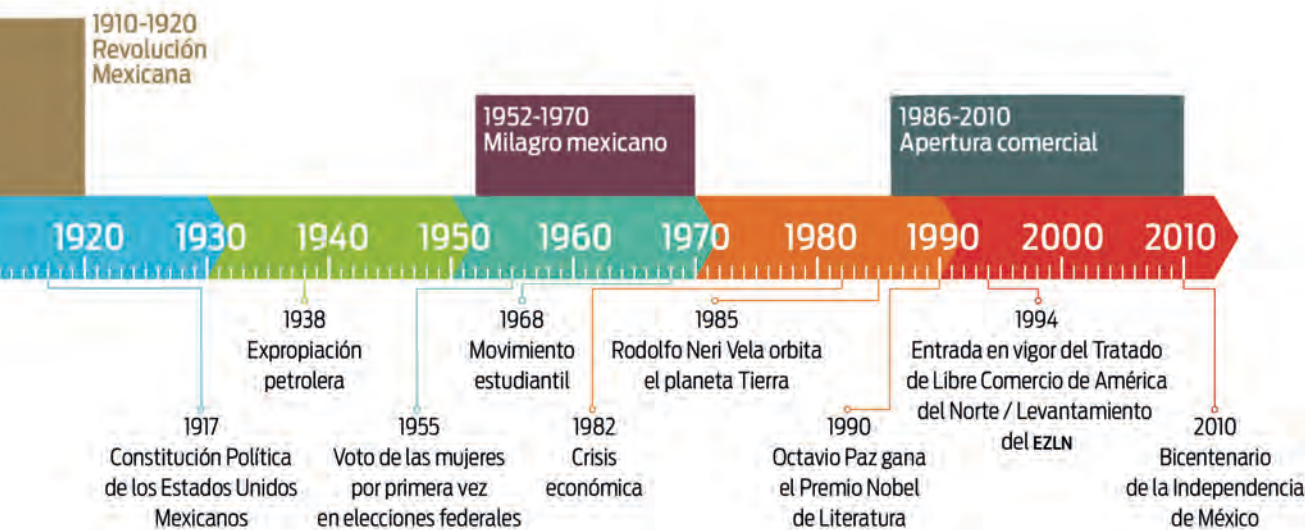 1910-1920
Revolución
Mexicana
1952-1970
Milagro mexicano
1986-2010
Apertura comercial
1920 1930 1940 1950 1960 1970 1980 1990 2000 2010
1938
Expropiación
petrolera
1968
Movimiento
estudiantil
1985
Rodolfo Neri Vela orbita
el planeta Tierra
1994
Entrada en vigor del Tratado
de Libre Comercio de América
del Norte / Levantamiento
del EZLN
1917
Constitución Política
de los Estados Unidos
Mexicanos
1955
Voto de las mujeres
por primera vez
en elecciones federales
1982
Crisis
económica
1990
Octavio Paz gana
el Premio Nobel
de Literatura
2010
Bicentenario
de la Independencia
de México